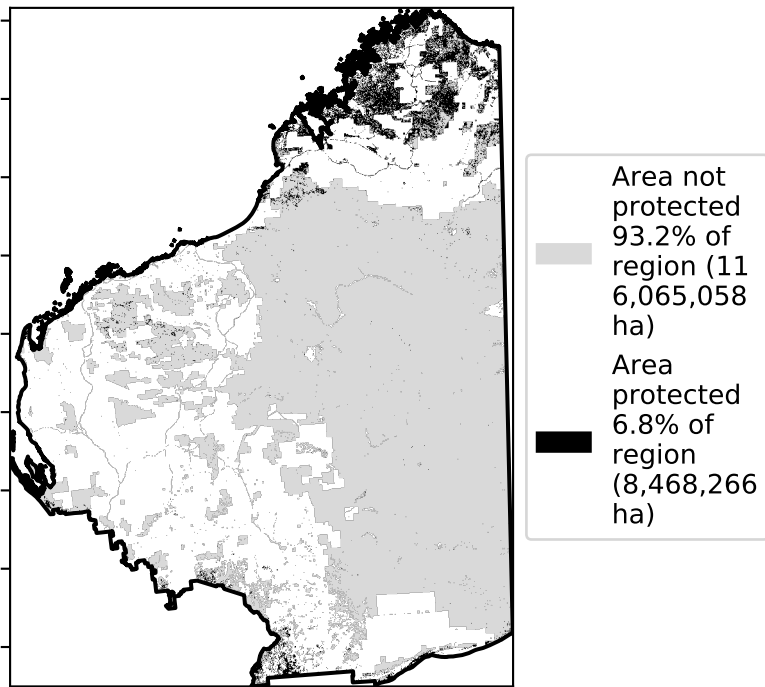 Area not
protected
93.2% of
region (11
6,065,058
ha)
Area
protected
6.8% of
region
(8,468,266
ha)